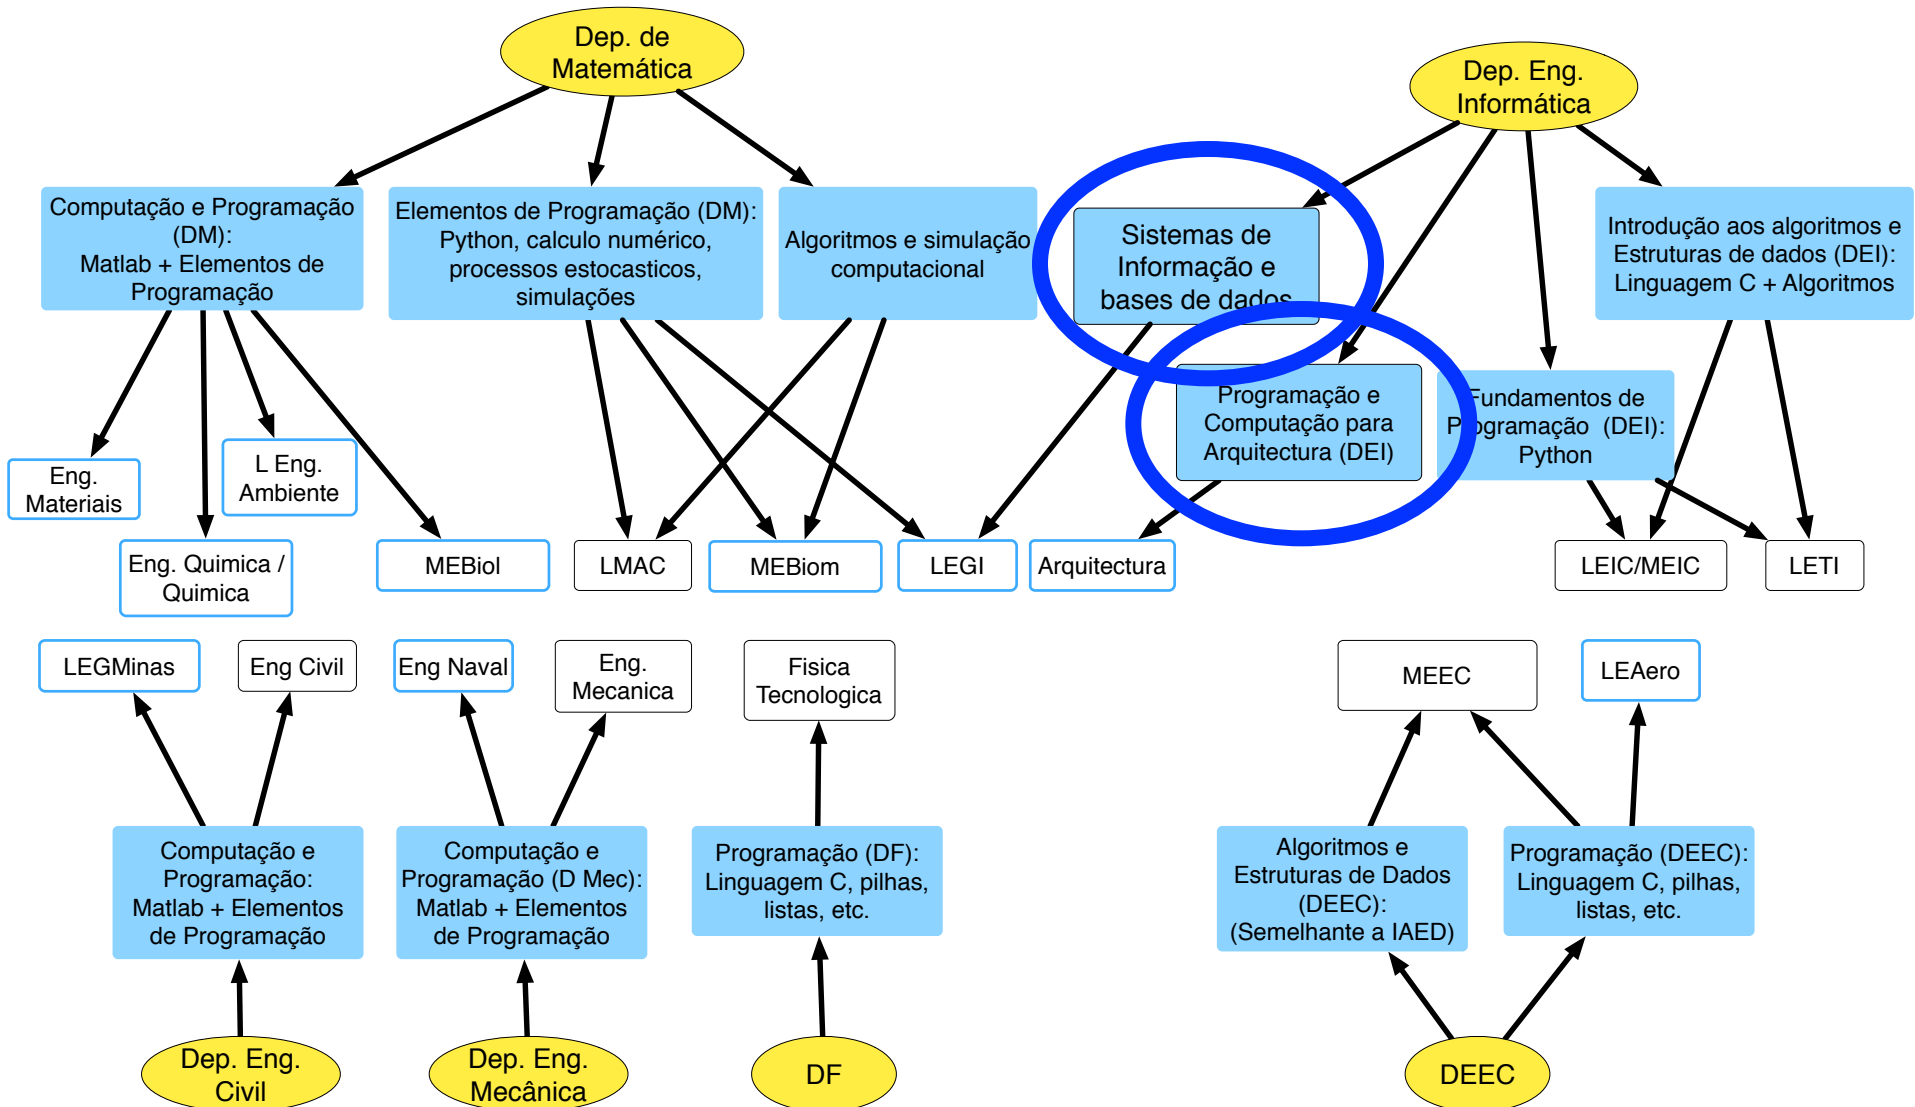 Dep. de
Matemática
Dep. Eng.
Informática
Computação e Programação
(DM):
Matlab + Elementos de
Programação
Elementos de Programação (DM):
Python, calculo numérico,
processos estocasticos,
simulações
Algoritmos e simulação
computacional
Sistemas de
Informação e
bases de dados
Introdução aos algoritmos e
Estruturas de dados (DEI):
Linguagem C + Algoritmos
Programação e
Computação para
Arquitectura (DEI)
Fundamentos de
Programação (DEI):
Python
Eng.
Materiais
L Eng.
Ambiente
Eng. Quimica /
Quimica
MEBiol
LMAC
MEBiom
LEGI
Arquitectura
LEIC/MEIC
LETI
LEGMinas
Eng Civil
Eng Naval
Eng.
Mecanica
Fisica
Tecnologica
MEEC
LEAero
Computação e
Programação:
Matlab + Elementos
de Programação
Computação e
Programação (D Mec):
Matlab + Elementos
de Programação
Programação (DF):
Linguagem C, pilhas,
listas, etc.
Algoritmos e
Estruturas de Dados
(DEEC):
(Semelhante a IAED)
Programação (DEEC):
Linguagem C, pilhas,
listas, etc.
Dep. Eng.
Civil
Dep. Eng.
Mecânica
DF
DEEC